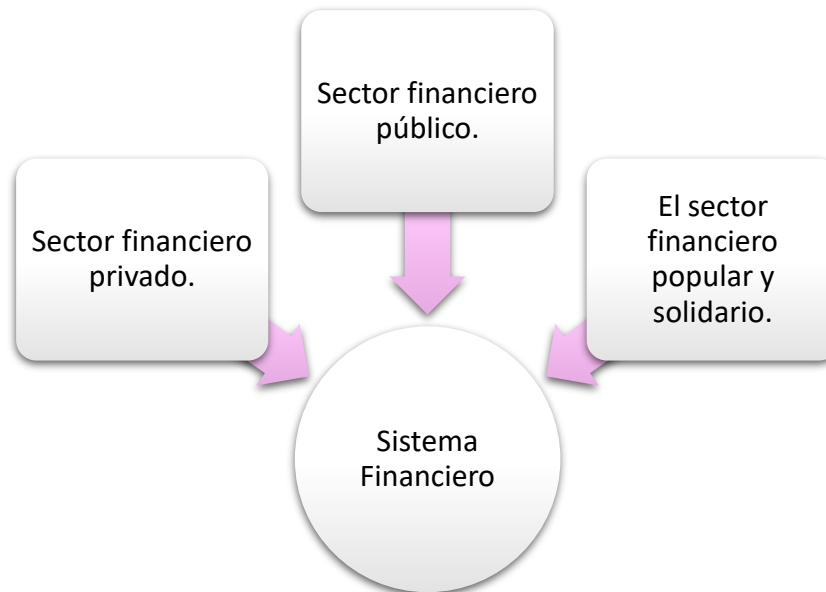 Sector financiero
público.
Sector financiero
privado.
El sector
financiero
popular y
solidario.
Sistema
Financiero